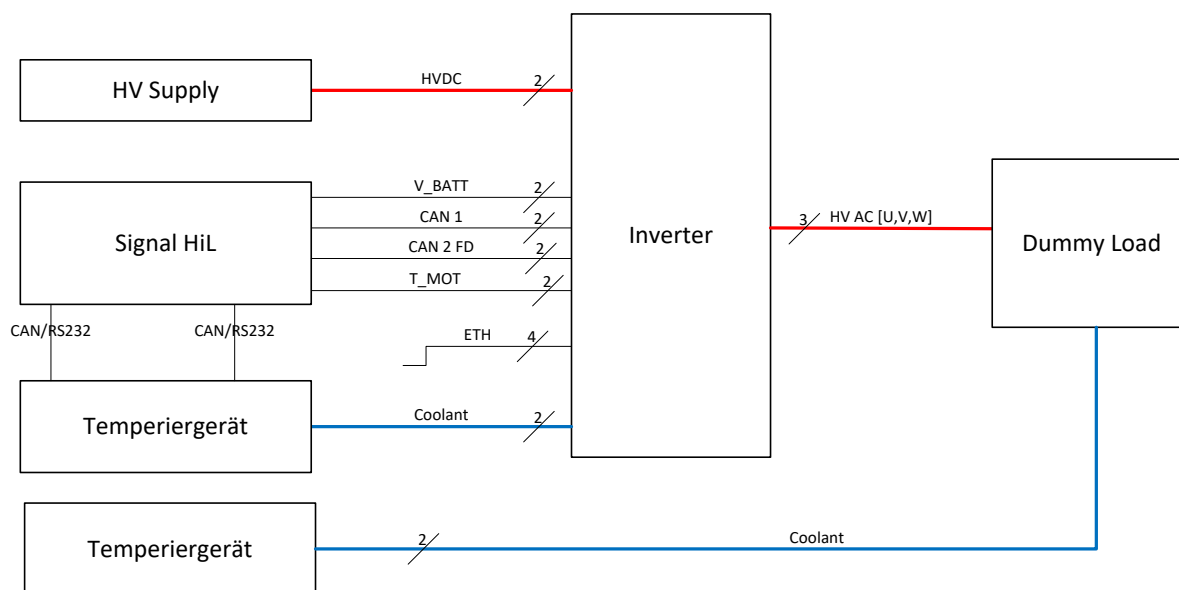 HV Supply
HVDC
2
Signal HiL
V_BATT
2
CAN 1
2
CAN 2 FD
2
T_MOT
2
CAN/RS232
CAN/RS232
ETH
4
Temperiergerät
Coolant
2
Inverter
3
HV AC [U,V,W]
Dummy Load
Temperiergerät
2
Coolant